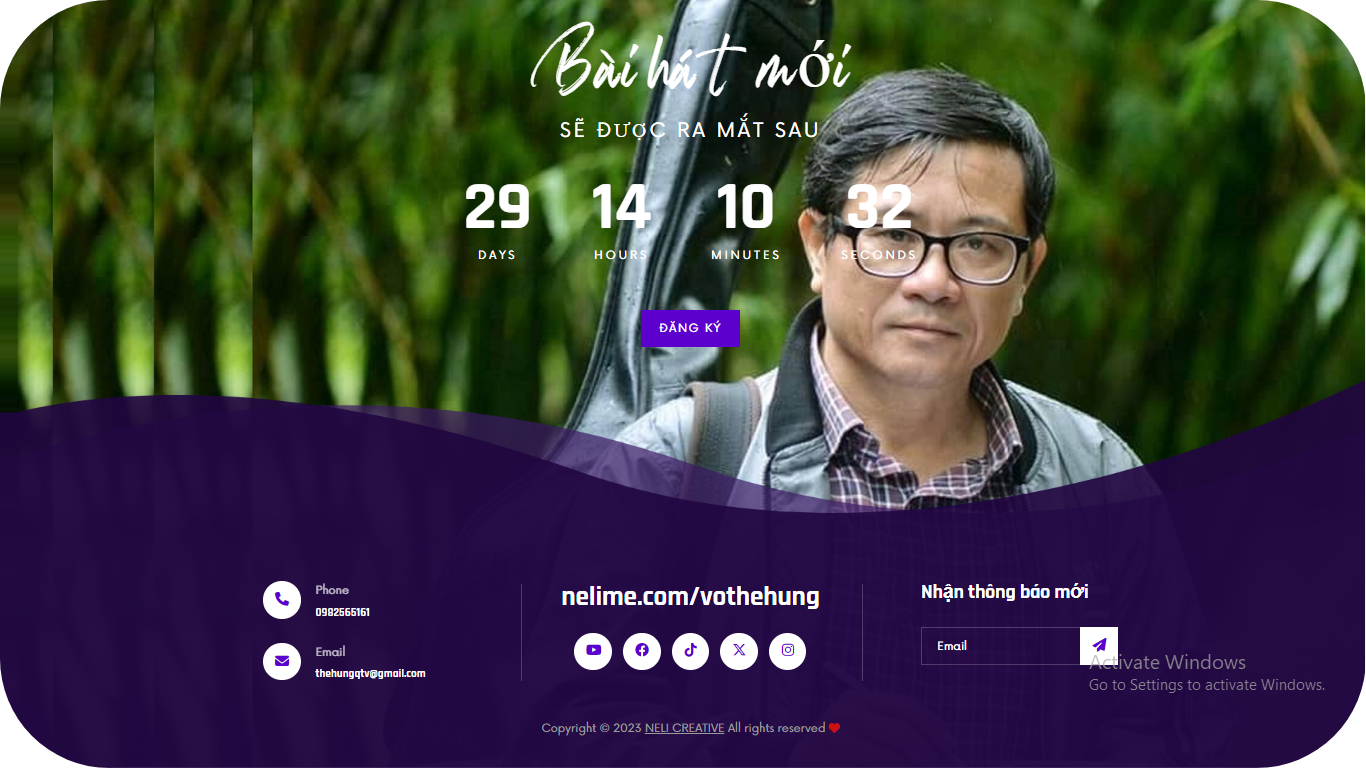 Bài hát mới
SẼ ĐƯỢC RA MẮT SAU
29 14 10 32
DAYS HOURS MINUTES SECONDS
ĐĂNG KÝ
Phone
0982565161
Email
thehungqtv@gmail.com
nelime.com/vothehung
Nhận thông báo mới
Email
Activate Windows
Go to Settings to activate Windows.
Copyright © 2023 NELI CREATIVE All rights reserved